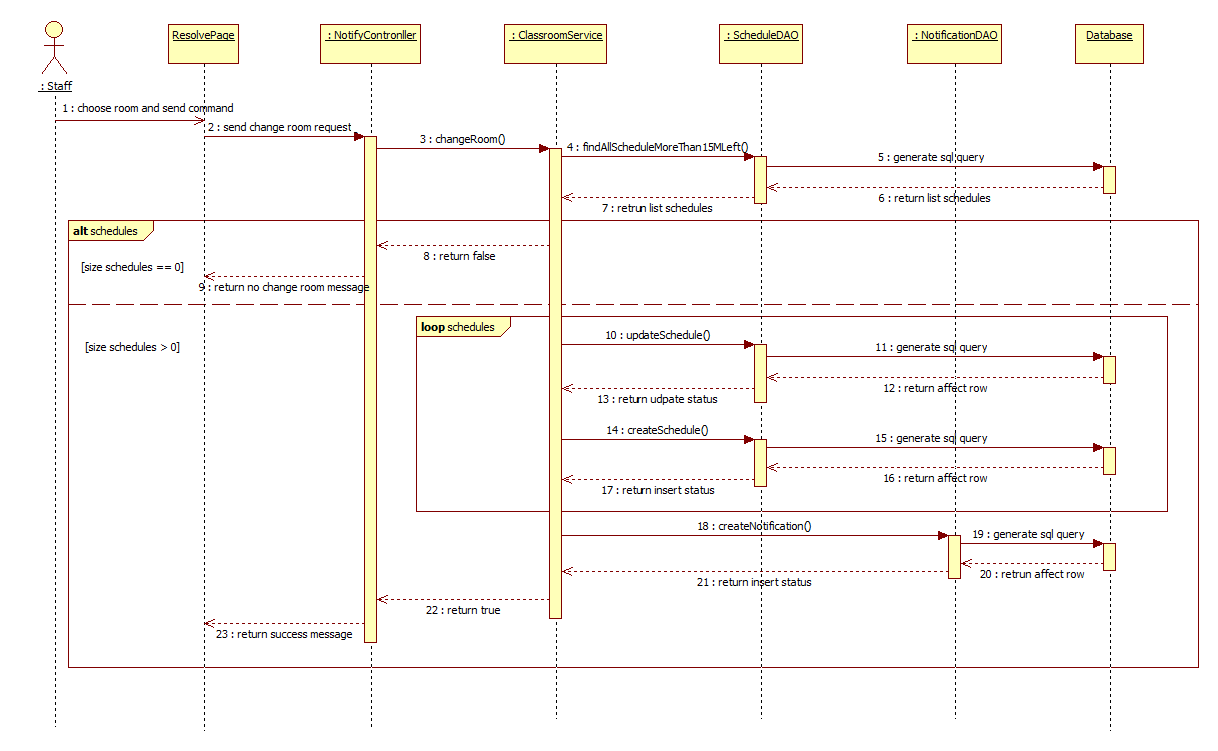 ResolvePage
: NotifyContronller
: ClassroomService
: ScheduleDAO
: NotificationDAO
Database
: Staff
1 : choose room and send command
2 : send change room request
3 : changeRoom()
4 : findAllScheduleMoreThan15MLeft()
5 : generate sql query
6 : return list schedules
7 : retrun list schedules
alt schedules
8 : return false
[size schedules == 0]
9 : return no change room message
loop schedules
[size schedules > 0]
10 : updateSchedule()
11 : generate sql query
12 : return affect row
13 : return udpate status
14 : createSchedule()
15 : generate sql query
16 : return affect row
17 : return insert status
18 : createNotification()
19 : generate sql query
20 : retrun affect row
21 : return insert status
22 : return true
23 : return success message